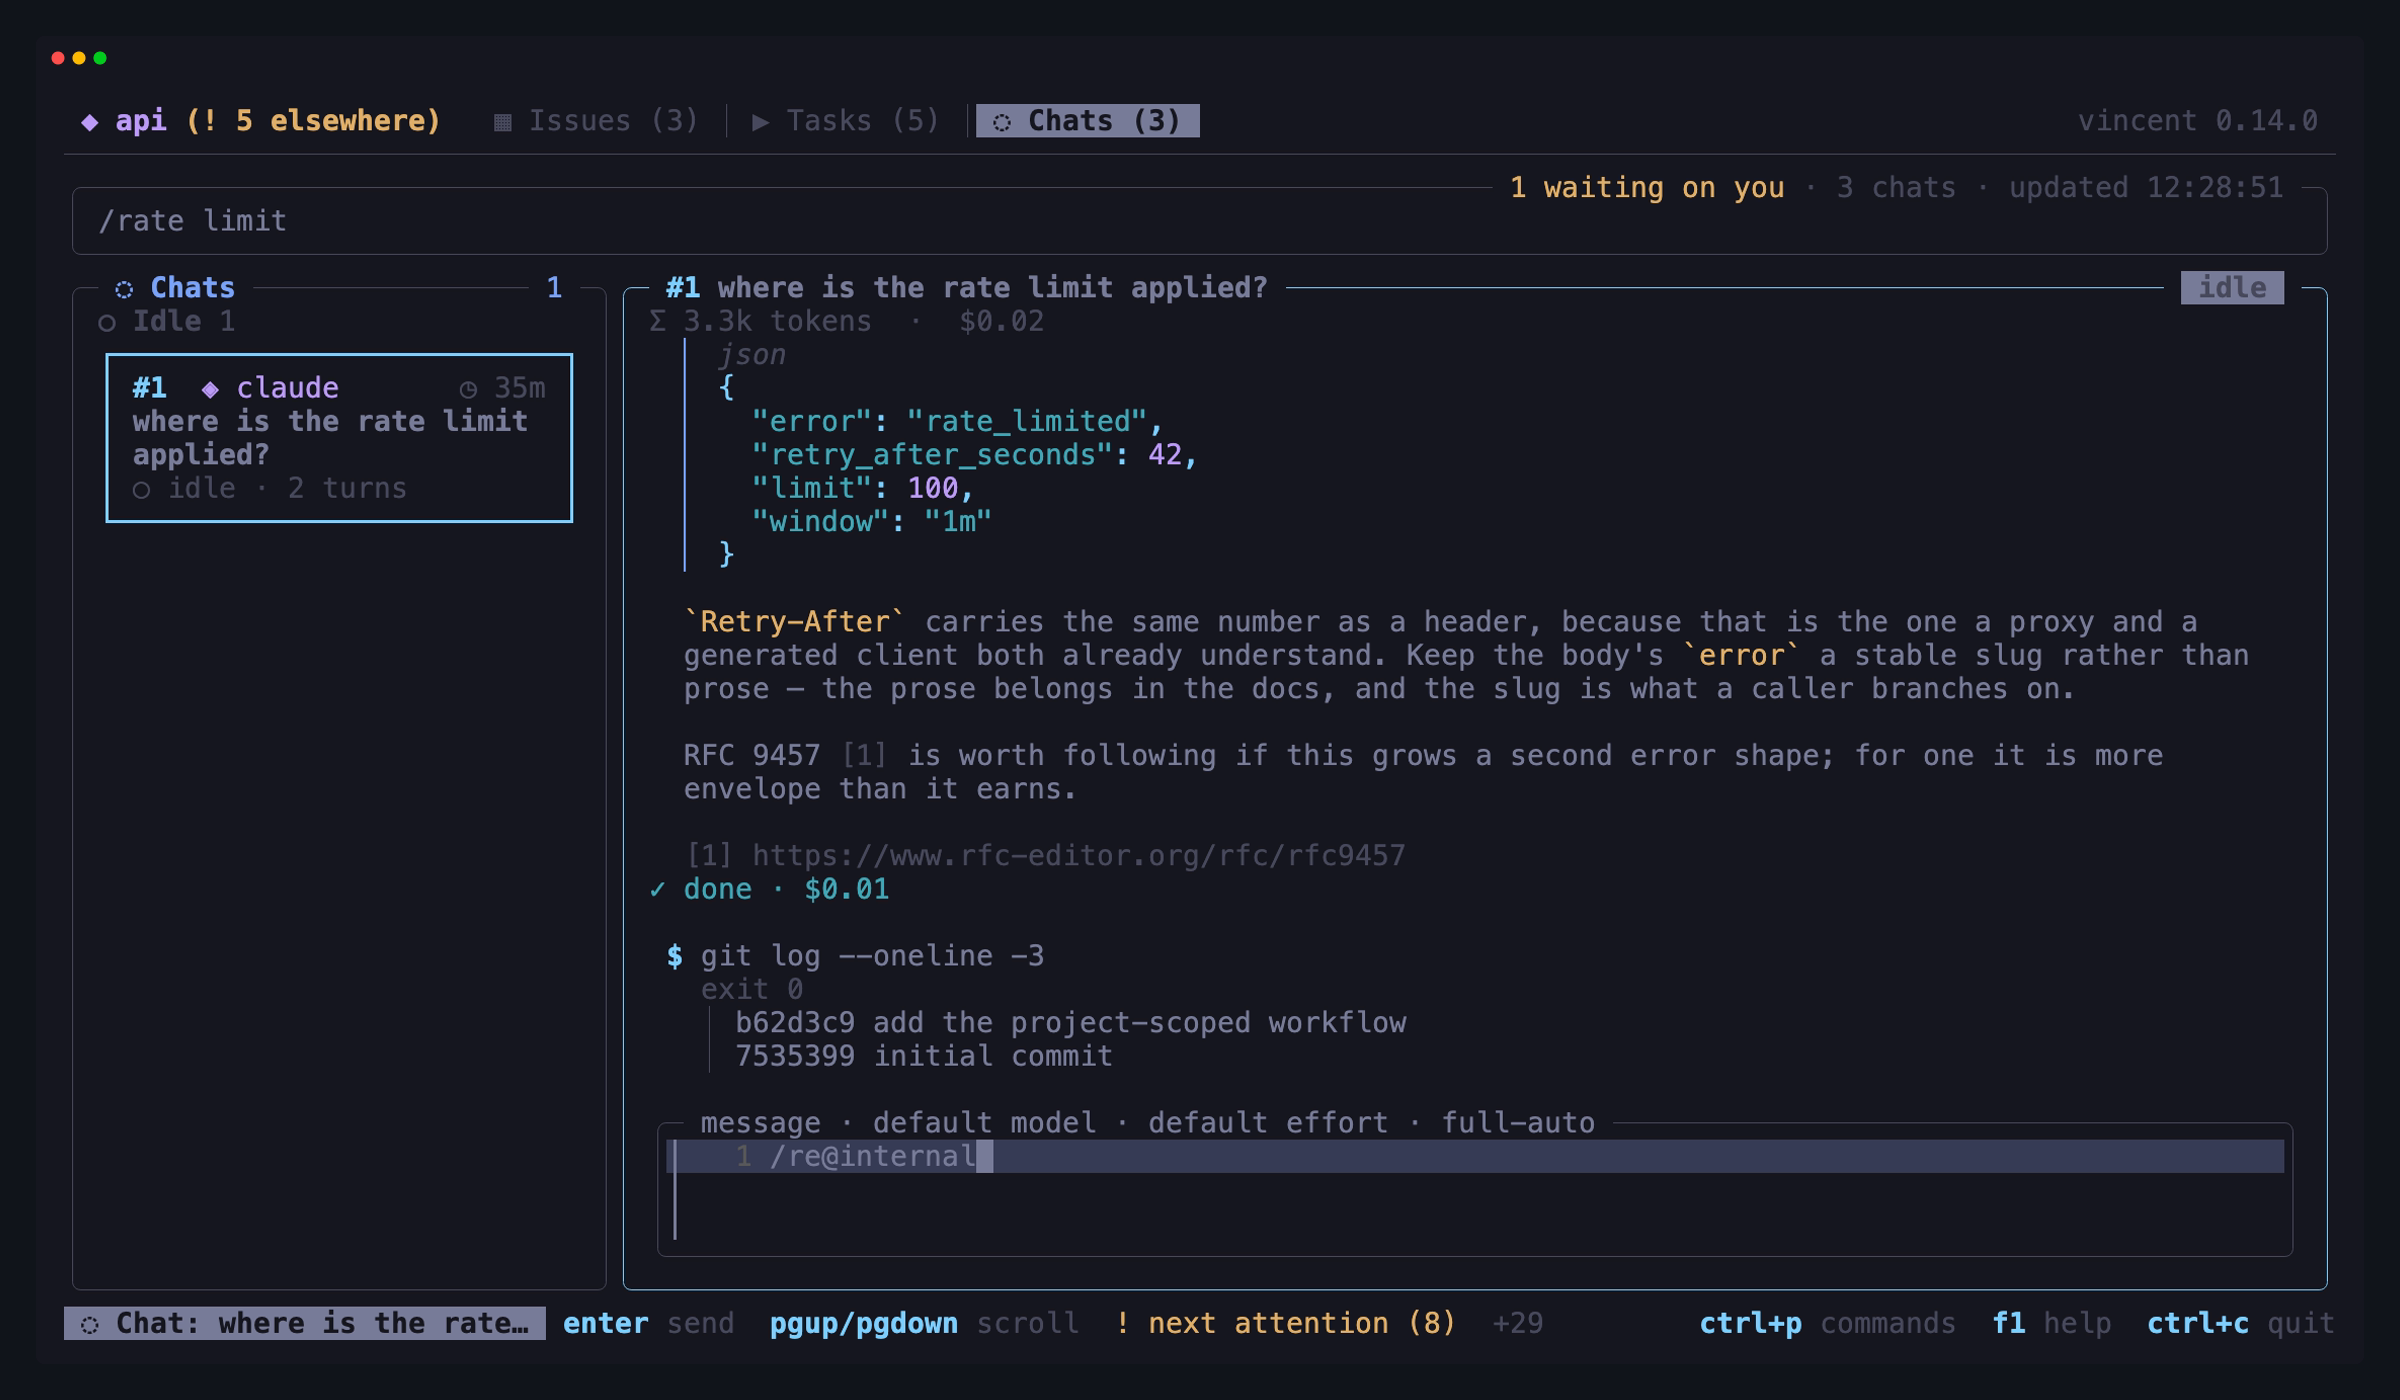 ◆ api (! 5 elsewhere) ▦ Issues (3) ▶ Tasks (5) ◌ Chats (3) vincent 0.14.0
1 waiting on you · 3 chats · updated 12:28:51
/rate limit
◌ Chats 1
○ Idle 1
#1 ◈ claude ◷ 35m
where is the rate limit
applied?
○ idle · 2 turns
#1 where is the rate limit applied? idle
Σ 3.3k tokens · $0.02
json
{
"error": "rate_limited",
"retry_after_seconds": 42,
"limit": 100,
"window": "1m"
}
`Retry-After` carries the same number as a header, because that is the one a proxy and a
generated client both already understand. Keep the body's `error` a stable slug rather than
prose — the prose belongs in the docs, and the slug is what a caller branches on.
RFC 9457 [1] is worth following if this grows a second error shape; for one it is more
envelope than it earns.
[1] https://www.rfc-editor.org/rfc/rfc9457
✓ done · $0.01
$ git log --oneline -3
exit 0
b62d3c9 add the project-scoped workflow
7535399 initial commit
message · default model · default effort · full-auto
1 /re@internal
◌ Chat: where is the rate… enter send pgup/pgdown scroll ! next attention (8) +29 ctrl+p commands f1 help ctrl+c quit